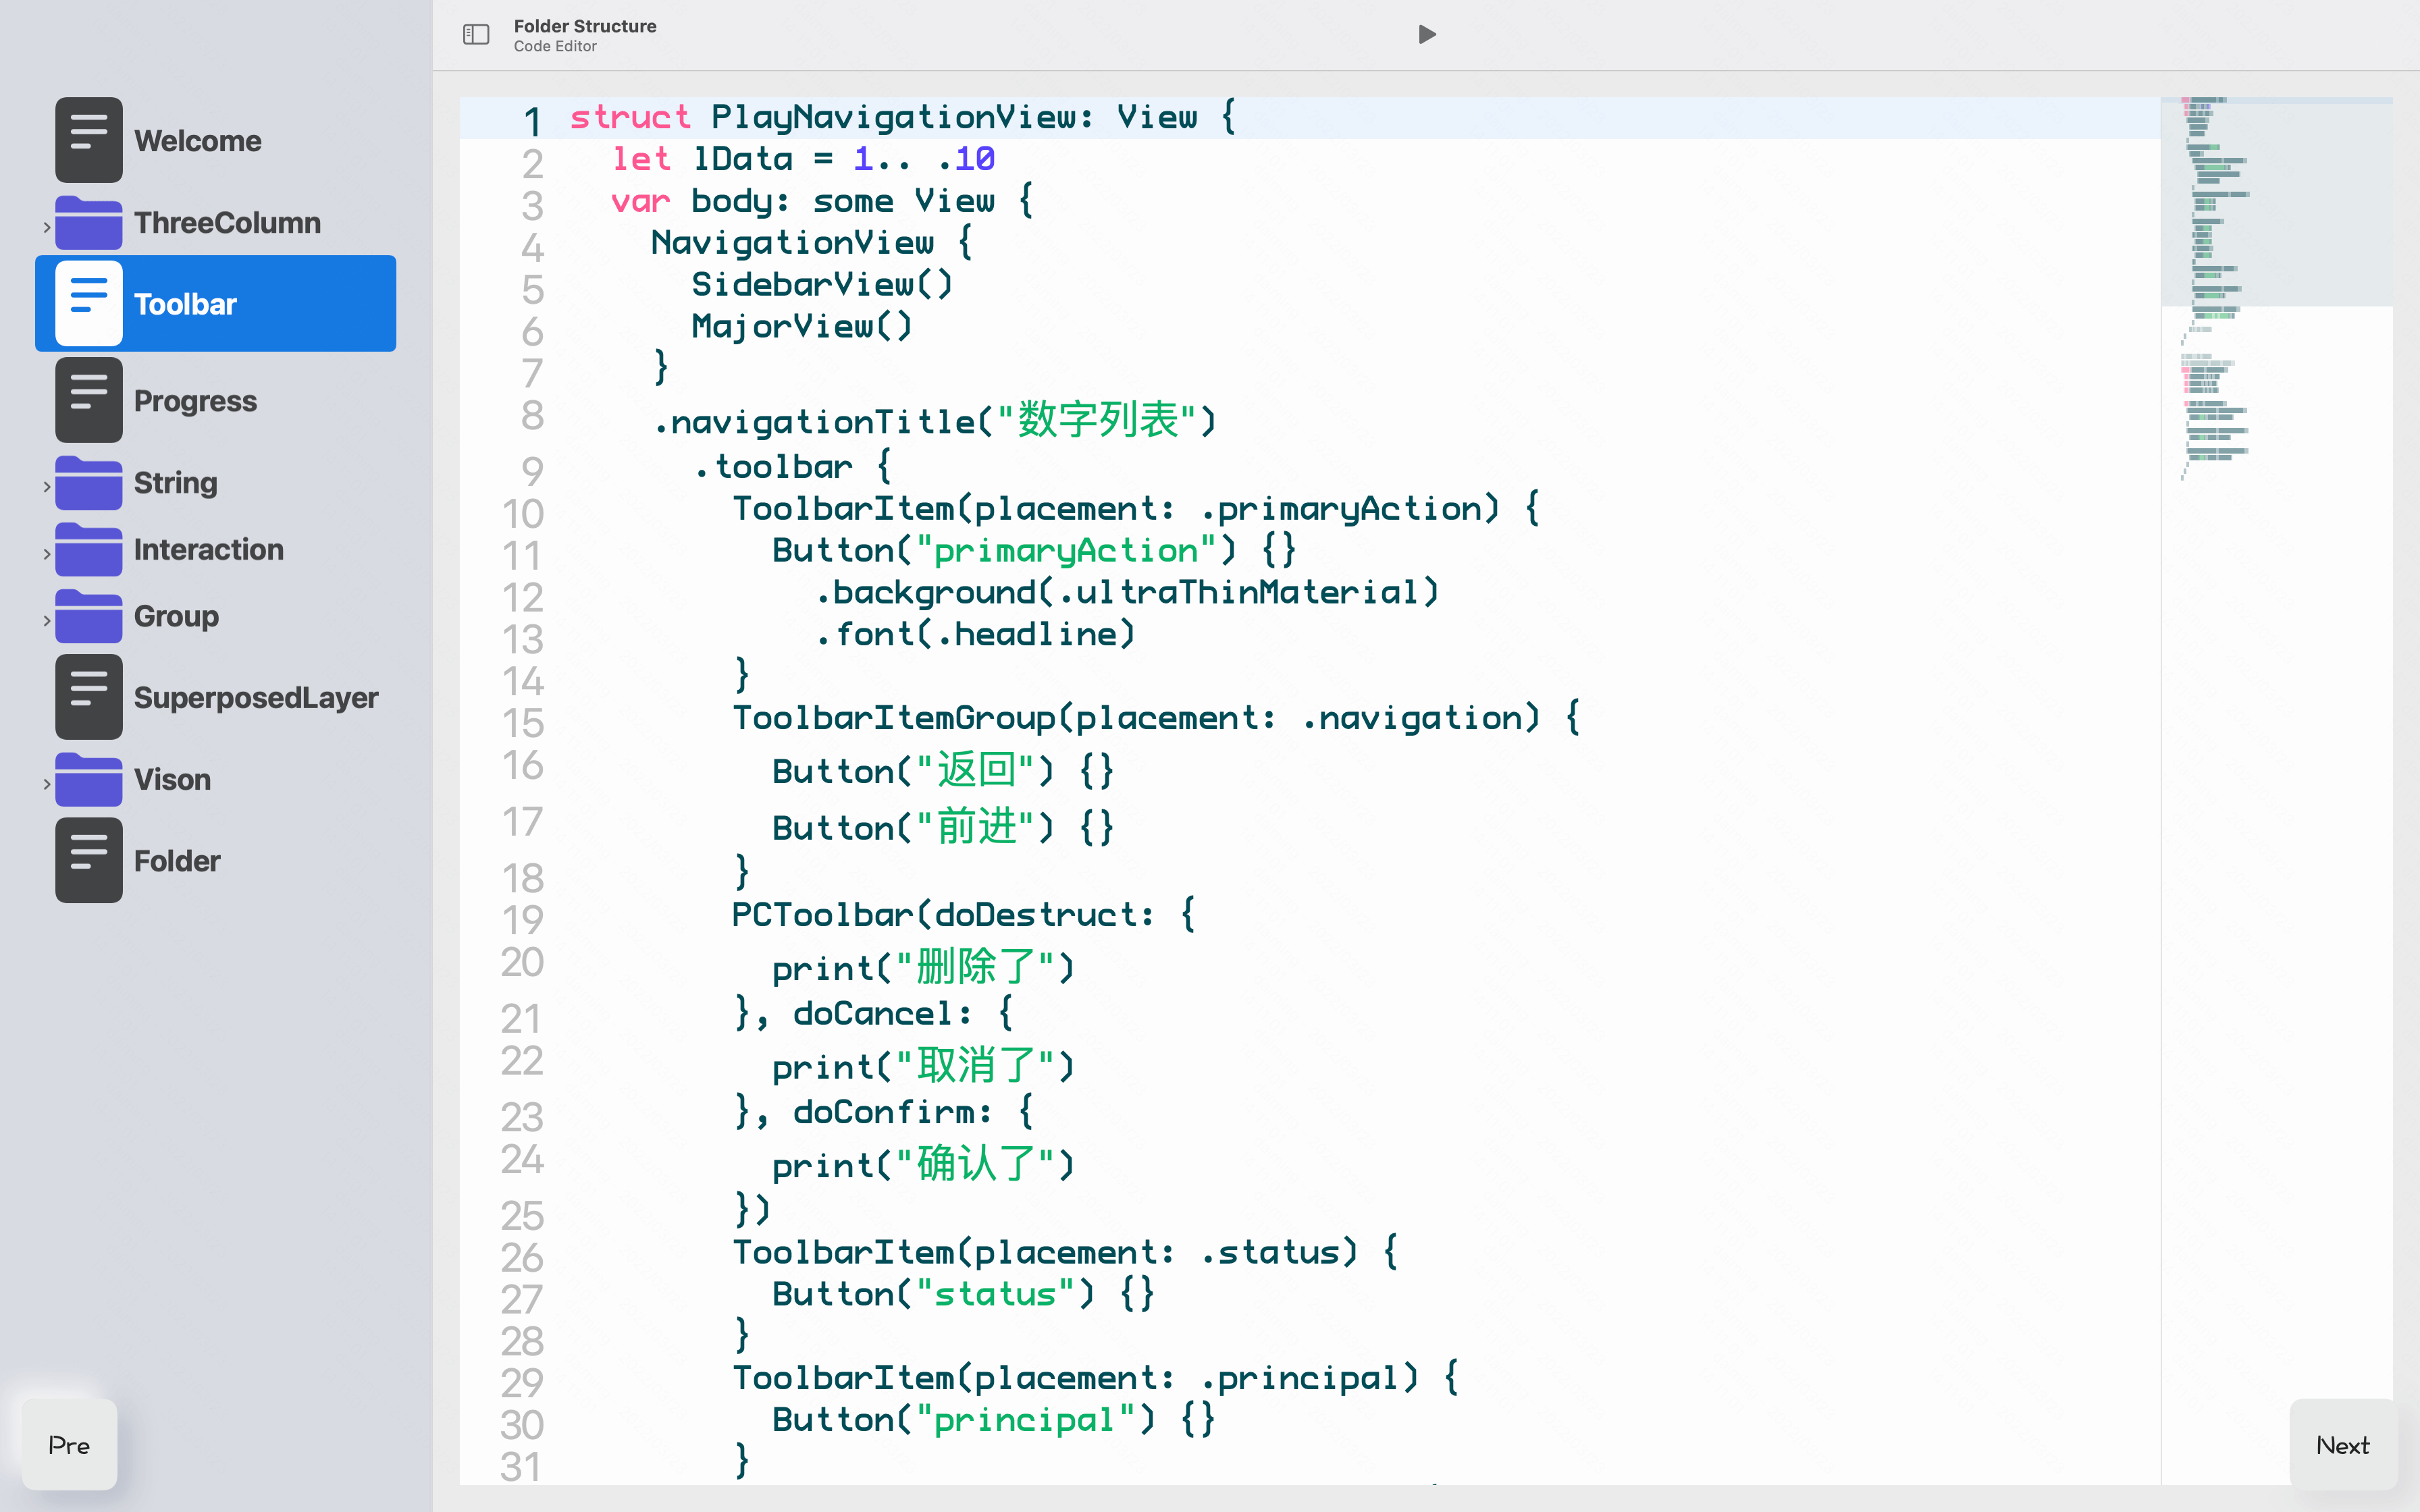 Folder Structure
Code Editor
Welcome
ThreeColumn
Toolbar
Progress
String
Interaction
Group
SuperposedLayer
Vison
Folder
Pre
1 struct PlayNavigationView: View {
2 let lData = 1.. .10
3 var body: some View {
4 NavigationView {
5 SidebarView()
6 MajorView()
7 }
8 .navigationTitle("数字列表")
9 .toolbar {
10 ToolbarItem(placement: .primaryAction) {
11 Button("primaryAction") {}
12 .background(.ultraThinMaterial)
13 .font(.headline)
14 }
15 ToolbarItemGroup(placement: .navigation) {
16 Button("返回") {}
17 Button("前进") {}
18 }
19 PCToolbar(doDestruct: {
20 print("删除了")
21 }, doCancel: {
22 print("取消了")
23 }, doConfirm: {
24 print("确认了")
25 })
26 ToolbarItem(placement: .status) {
27 Button("status") {}
28 }
29 ToolbarItem(placement: .principal) {
30 Button("principal") {}
31 }
Next